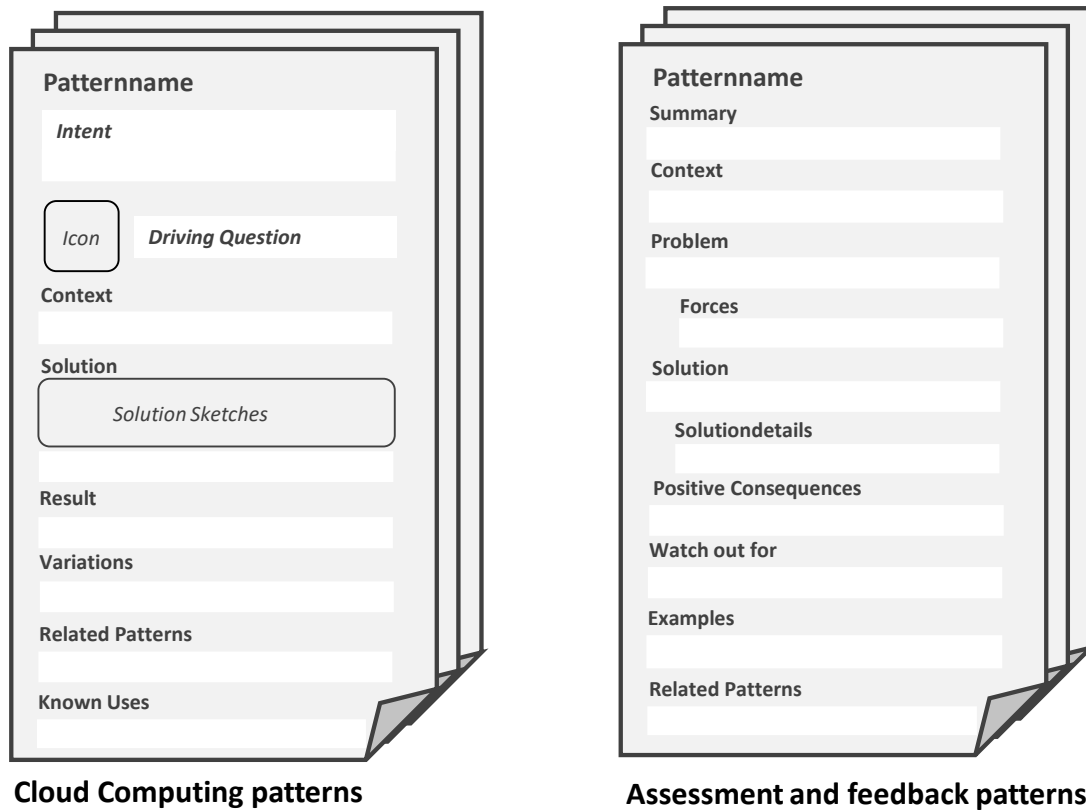 Patternname
Intent
Icon
Driving Question
Context
Solution
Solution Sketches
Result
Variations
Related Patterns
Known Uses
Cloud Computing patterns
Patternname
Summary
Context
Problem
Forces
Solution
Solutiondetails
Positive Consequences
Watch out for
Examples
Related Patterns
Assessment and feedback patterns